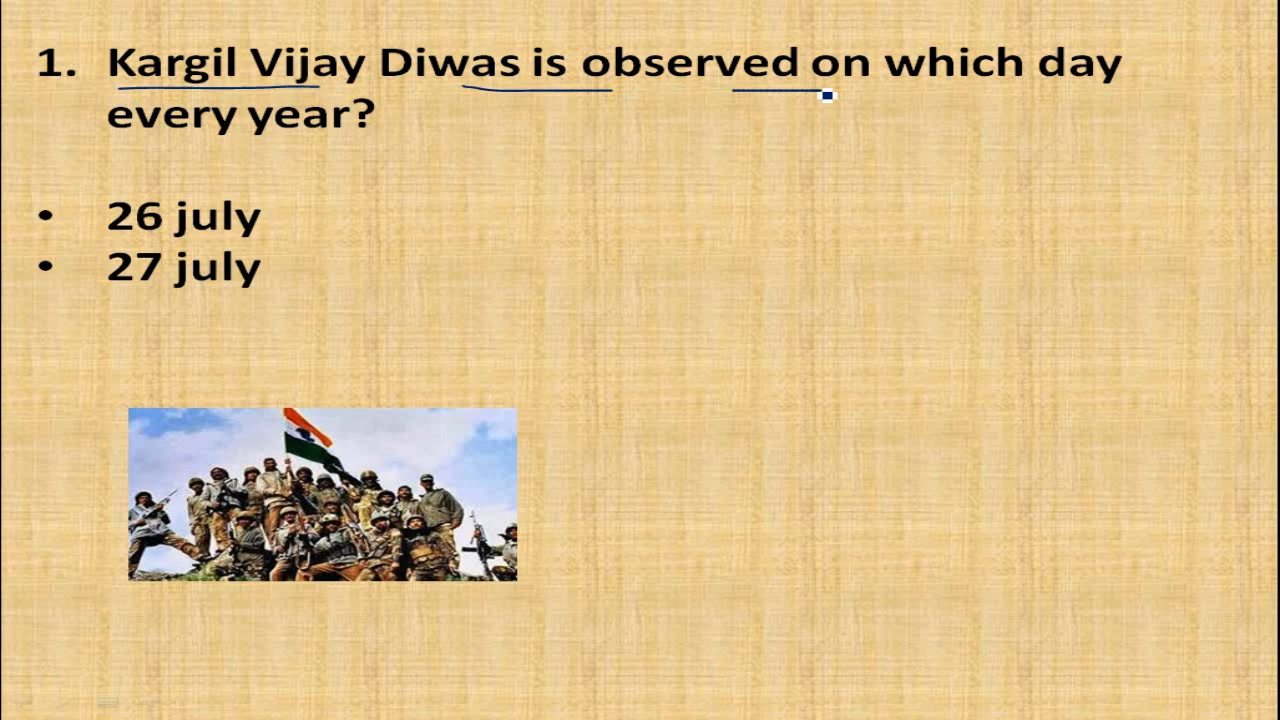 1. Kargil Vijay Diwas is observed on which day
every year?
• 26 july
• 27 july